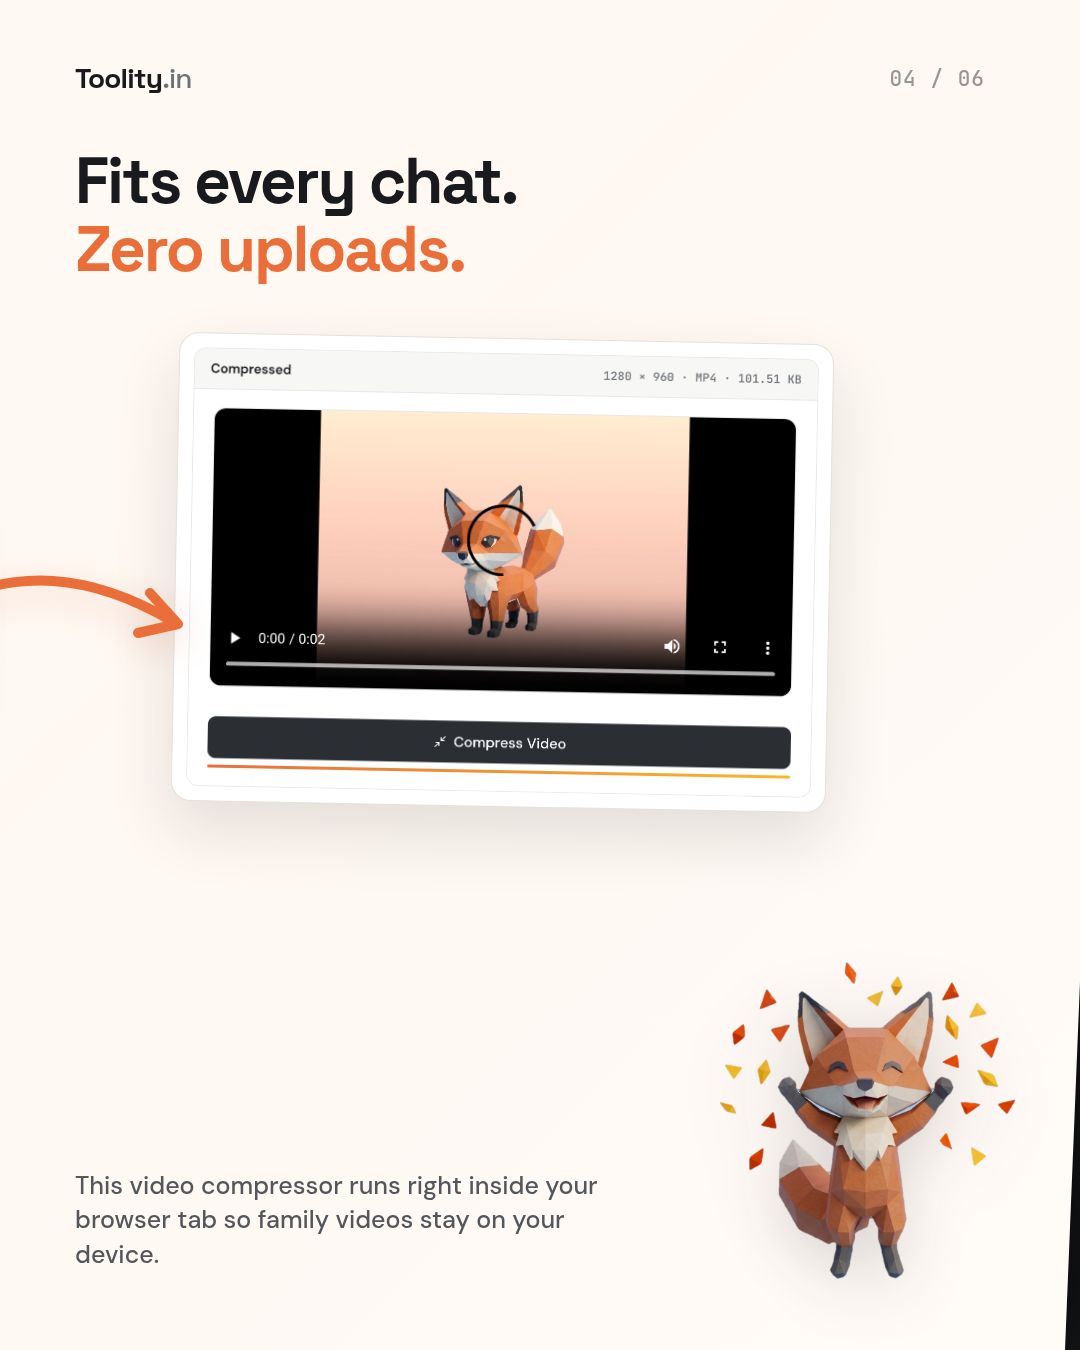 Toolity.in
04 / 06
Fits every chat.
Zero uploads.
Compressed
1280 × 960 · MP4 · 101.51 KB
0:00 / 0:02
Compress Video
This video compressor runs right inside your
browser tab so family videos stay on your
device.